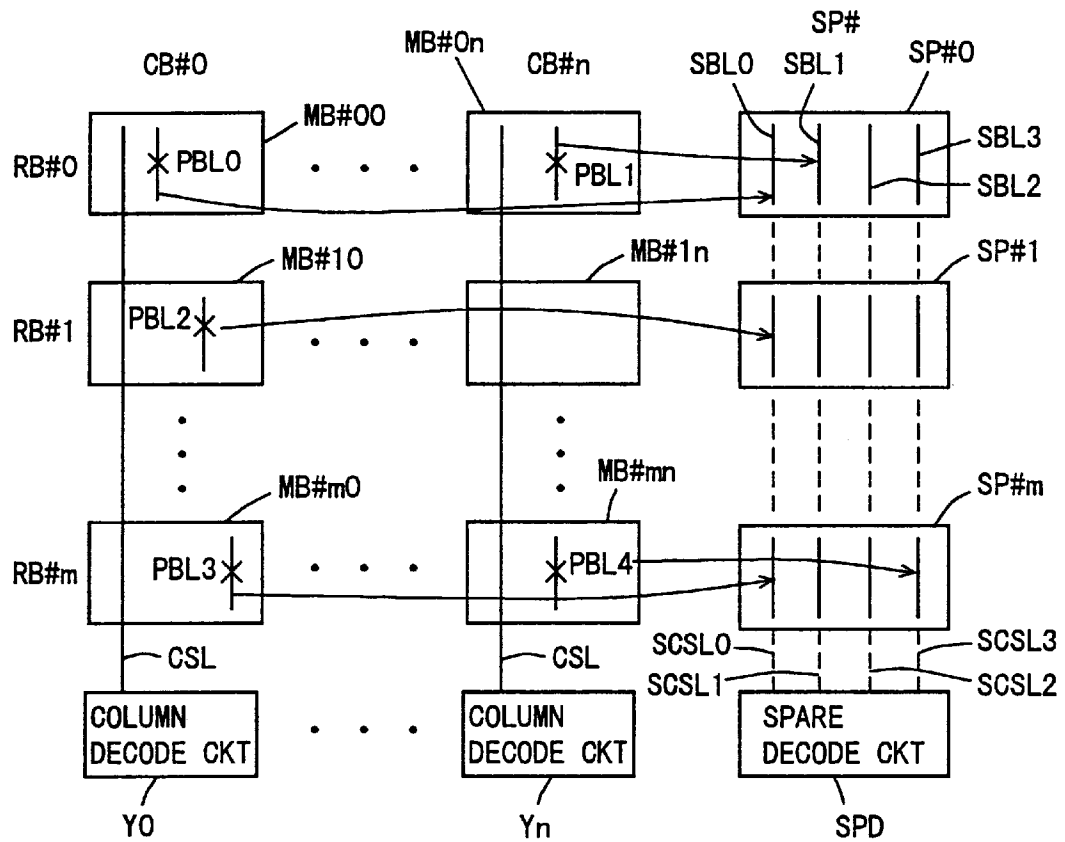 SP#
CB#0
MB#0n
CB#n
SBL0
SBL1
SP#0
MB#00
RB#0
PBL0
PBL1
SBL3
SBL2
MB#10
MB#1n
SP#1
RB#1
PBL2
MB#m0
MB#mn
SP#m
RB#m
PBL3
PBL4
CSL
CSL
SCSL0
SCSL3
SCSL1
SCSL2
COLUMN
DECODE CKT
COLUMN
DECODE CKT
SPARE
DECODE CKT
Y0
Yn
SPD